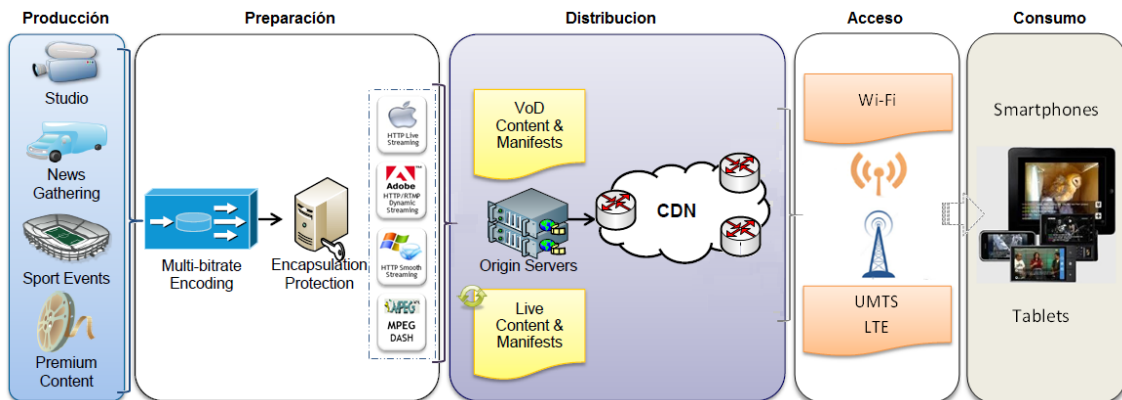 Producción
Preparación
Distribucion
Acceso
Consumo
Studio
News
Gathering
Sport Events
Premium
Content
Multi-bitrate
Encoding
Encapsulation
Protection
HTTP Live
Streaming
Adobe
HTTP/RTMP
Dynamic
Streaming
HTTP Smooth
Streaming
MPEG
MPEG
DASH
VoD
Content &
Manifests
Origin Servers
CDN
Live
Content &
Manifests
Wi-Fi
UMTS
LTE
Smartphones
Tablets